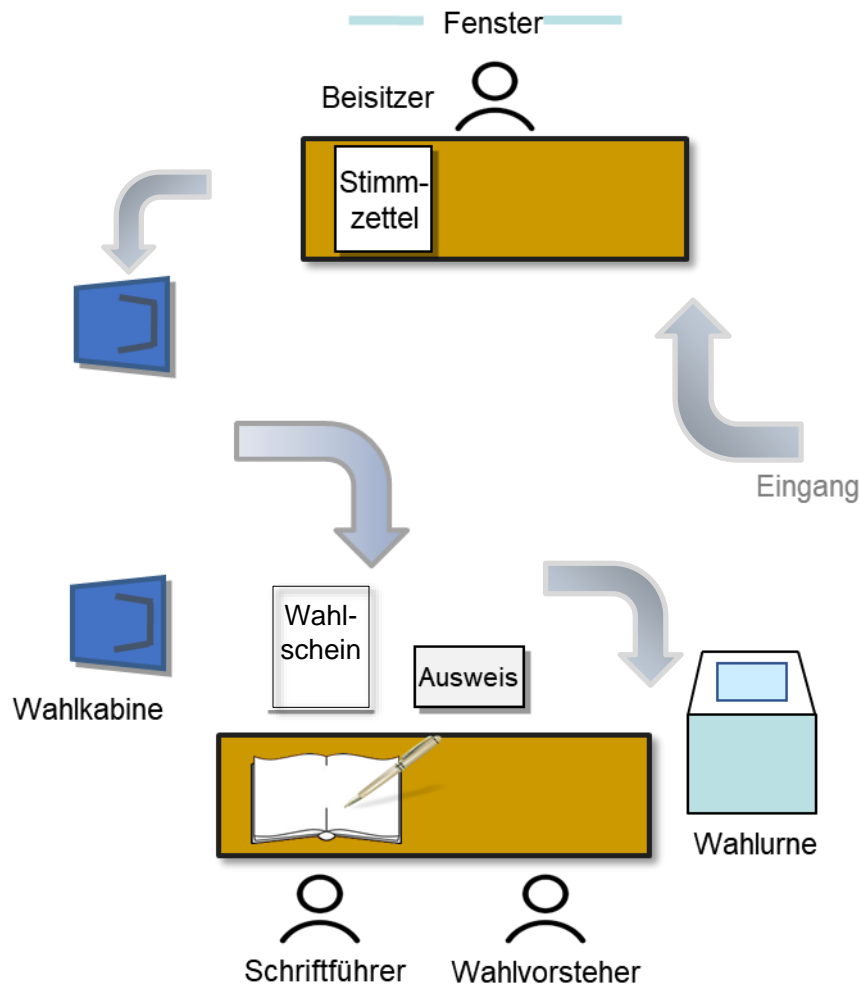 Fenster
Beisitzer
Stimm-
zettel
Eingang
Wahl-
schein
Ausweis
Wahlkabine
Wahlurne
Schriftführer
Wahlvorsteher